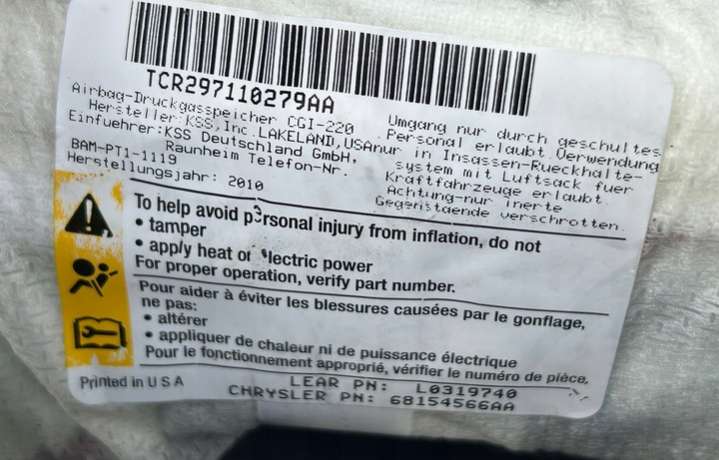 TCR297110279AA
Airbag-Druckgasspeicher CGI-220
Hersteller:KSS,Inc.LAKELAND,USA
Einfuehrer:KSS Deutschland GmbH,
Raunheim Telefon-Nr.
BAM-PT1-1119
Herstellungsjahr: 2010
Umgang nur durch geschultes
Personal erlaubt.Verwendung
nur in Insassen-Rueckhalte-
system mit Luftsack fuer
Kraftfahrzeuge erlaubt.
Achtung-nur inerte
Gegenstaende verschrotten.
To help avoid personal injury from inflation, do not
• tamper
• apply heat or electric power
For proper operation, verify part number.
Pour aider à éviter les blessures causées par le gonflage,
ne pas:
• altérer
• appliquer de chaleur ni de puissance électrique
Pour le fonctionnement approprié, vérifier le numéro de pièce.
Printed in U S A
LEAR PN: L0319740
CHRYSLER PN: 68154566AA